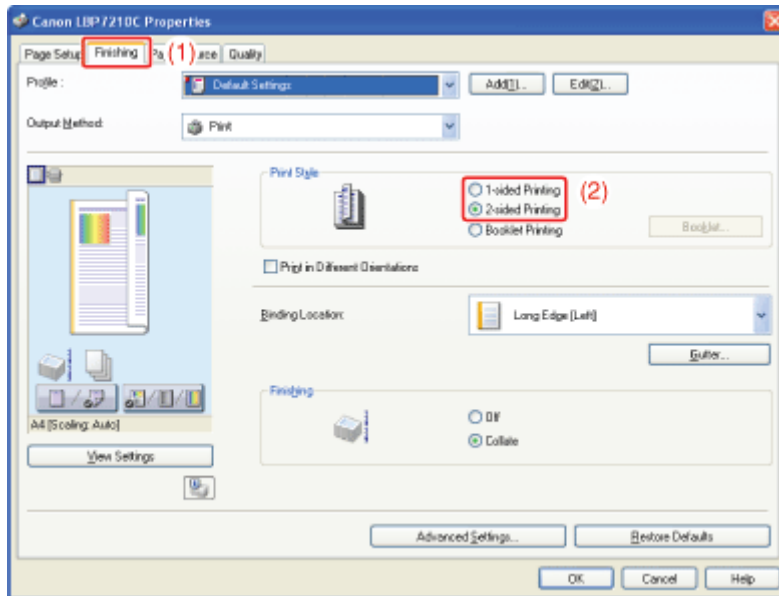 Canon LBP7210C Properties
Page Setup Finishing (1) Quality
Profile : Default Settings Add(1)... Edit(2)...
Output Method: Print
Print Style
1-sided Printing (2)
2-sided Printing
Booklet Printing Booklet...
Print in Different Orientations
Binding Location: Long Edge [Left]
Gutter...
Finishing
Off
Collate
A4 [Scaling: Auto]
View Settings
Advanced Settings... Restore Defaults
OK Cancel Help